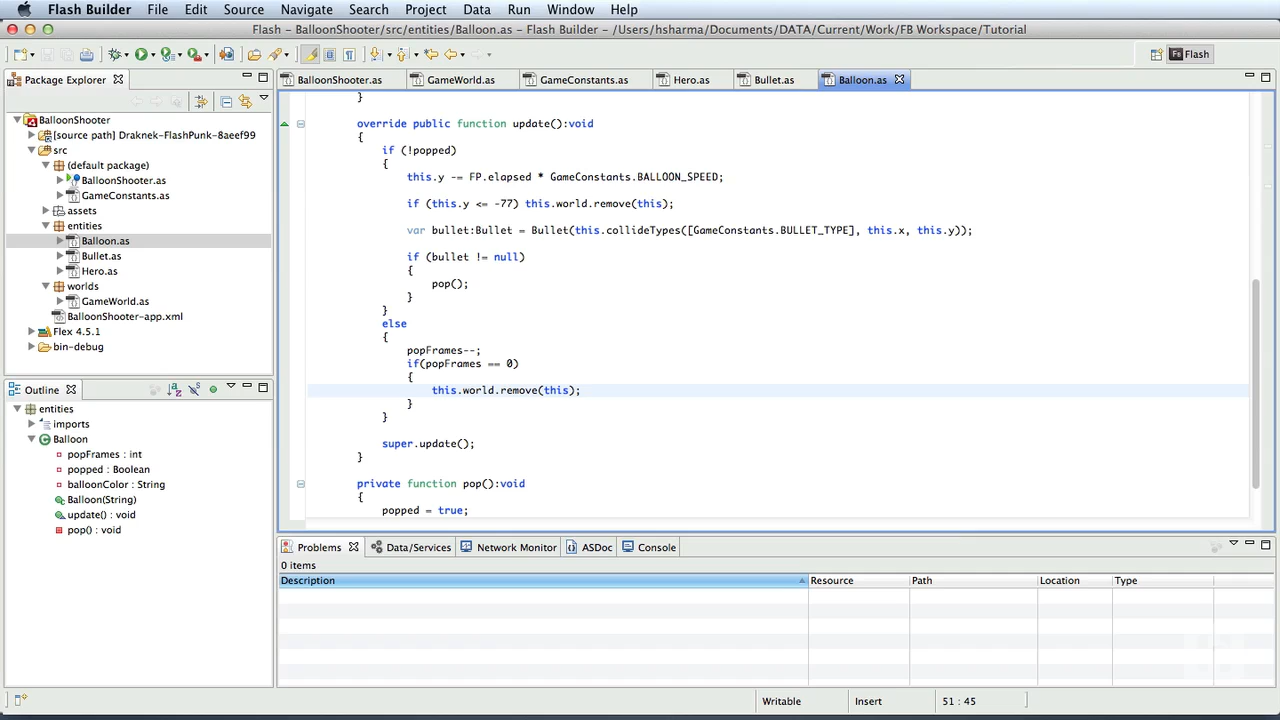 Flash Builder File Edit Source Navigate Search Project Data Run Window Help
Flash – BalloonShooter/src/entities/Balloon.as – Flash Builder – /Users/hsharma/Documents/DATA/Current/Work/FB Workspace/Tutorial
Flash
Package Explorer
BalloonShooter
[source path] Draknek-FlashPunk-8aeef99
src
(default package)
BalloonShooter.as
GameConstants.as
assets
entities
Balloon.as
Bullet.as
Hero.as
worlds
GameWorld.as
BalloonShooter-app.xml
Flex 4.5.1
bin-debug
Outline
entities
imports
Balloon
popFrames : int
popped : Boolean
balloonColor : String
Balloon(String)
update() : void
pop() : void
BalloonShooter.as GameWorld.as GameConstants.as Hero.as Bullet.as Balloon.as
}
override public function update():void
{
if (!popped)
{
this.y -= FP.elapsed * GameConstants.BALLOON_SPEED;
if (this.y <= -77) this.world.remove(this);
var bullet:Bullet = Bullet(this.collideTypes([GameConstants.BULLET_TYPE], this.x, this.y));
if (bullet != null)
{
pop();
}
}
else
{
popFrames--;
if(popFrames == 0)
{
this.world.remove(this);
}
}
super.update();
}
private function pop():void
{
popped = true;
Problems Data/Services Network Monitor ASDoc Console
0 items
Description Resource Path Location Type
Writable Insert 51 : 45